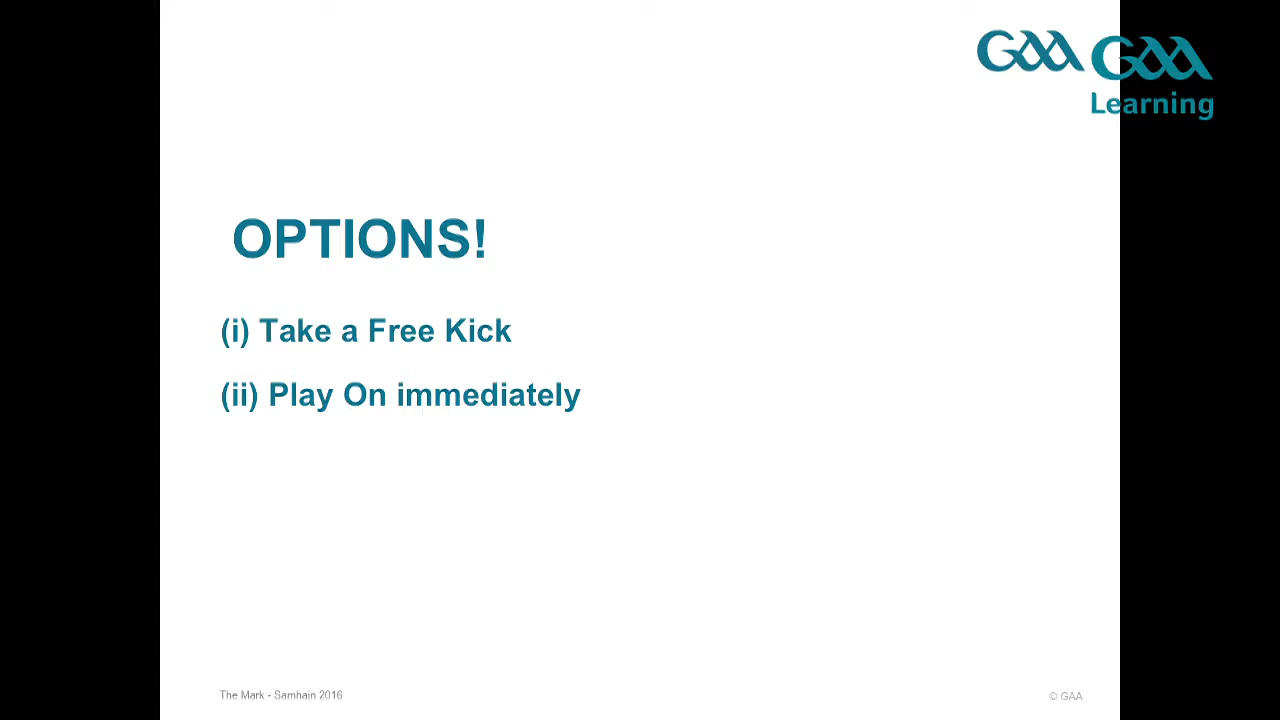 GAA GAA
Learning
OPTIONS!
(i) Take a Free Kick
(ii) Play On immediately
The Mark - Samhain 2016
© GAA